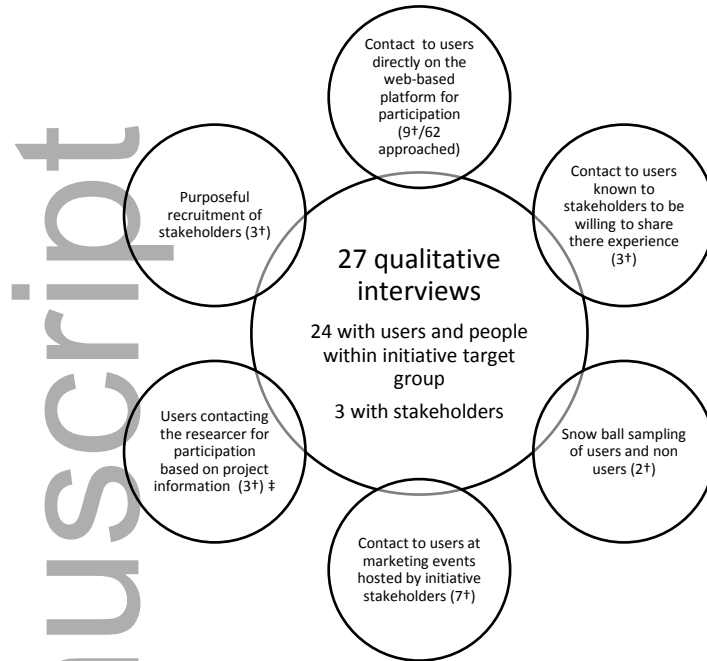 Contact to users
directly on the
web-based
platform for
participation
(9†/62
approached)
Contact to users
known to
stakeholders to be
willing to share
there experience
(3†)
Snow ball sampling
of users and non
users (2†)
Contact to users at
marketing events
hosted by initiative
stakeholders (7†)
Users contacting
the researcer for
participation
based on project
information (3†) ‡
Purposeful
recruitment of
stakeholders (3†)
27 qualitative
interviews
24 with users and people
within initiative target
group
3 with stakeholders
uscript